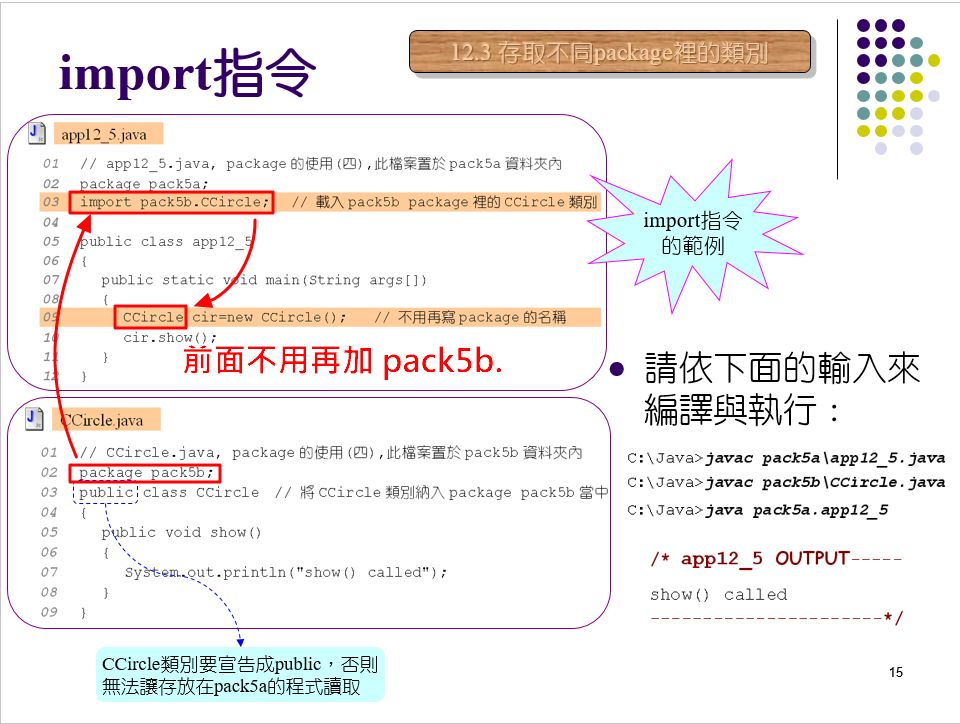 import指令
12.3 存取不同package裡的類別
app12_5.java
01 // app12_5.java, package 的使用(四),此檔案置於 pack5a 資料夾內
02 package pack5a;
03 import pack5b.CCircle; // 載入 pack5b package 裡的 CCircle 類別
04
05 public class app12_5
06 {
07 public static void main(String args[])
08 {
09 CCircle cir=new CCircle(); // 不用再寫 package 的名稱
10 cir.show();
11 }
12 }
前面不用再加 pack5b.
CCircle.java
01 // CCircle.java, package 的使用(四),此檔案置於 pack5b 資料夾內
02 package pack5b;
03 public class CCircle // 將 CCircle 類別納入 package pack5b 當中
04 {
05 public void show()
06 {
07 System.out.println("show() called");
08 }
09 }
CCircle類別要宣告成public，否則
無法讓存放在pack5a的程式讀取
import指令
的範例
● 請依下面的輸入來
編譯與執行：
C:\Java>javac pack5a\app12_5.java
C:\Java>javac pack5b\CCircle.java
C:\Java>java pack5a.app12_5
/* app12_5 OUTPUT-----
show() called
-----------------------*/
15